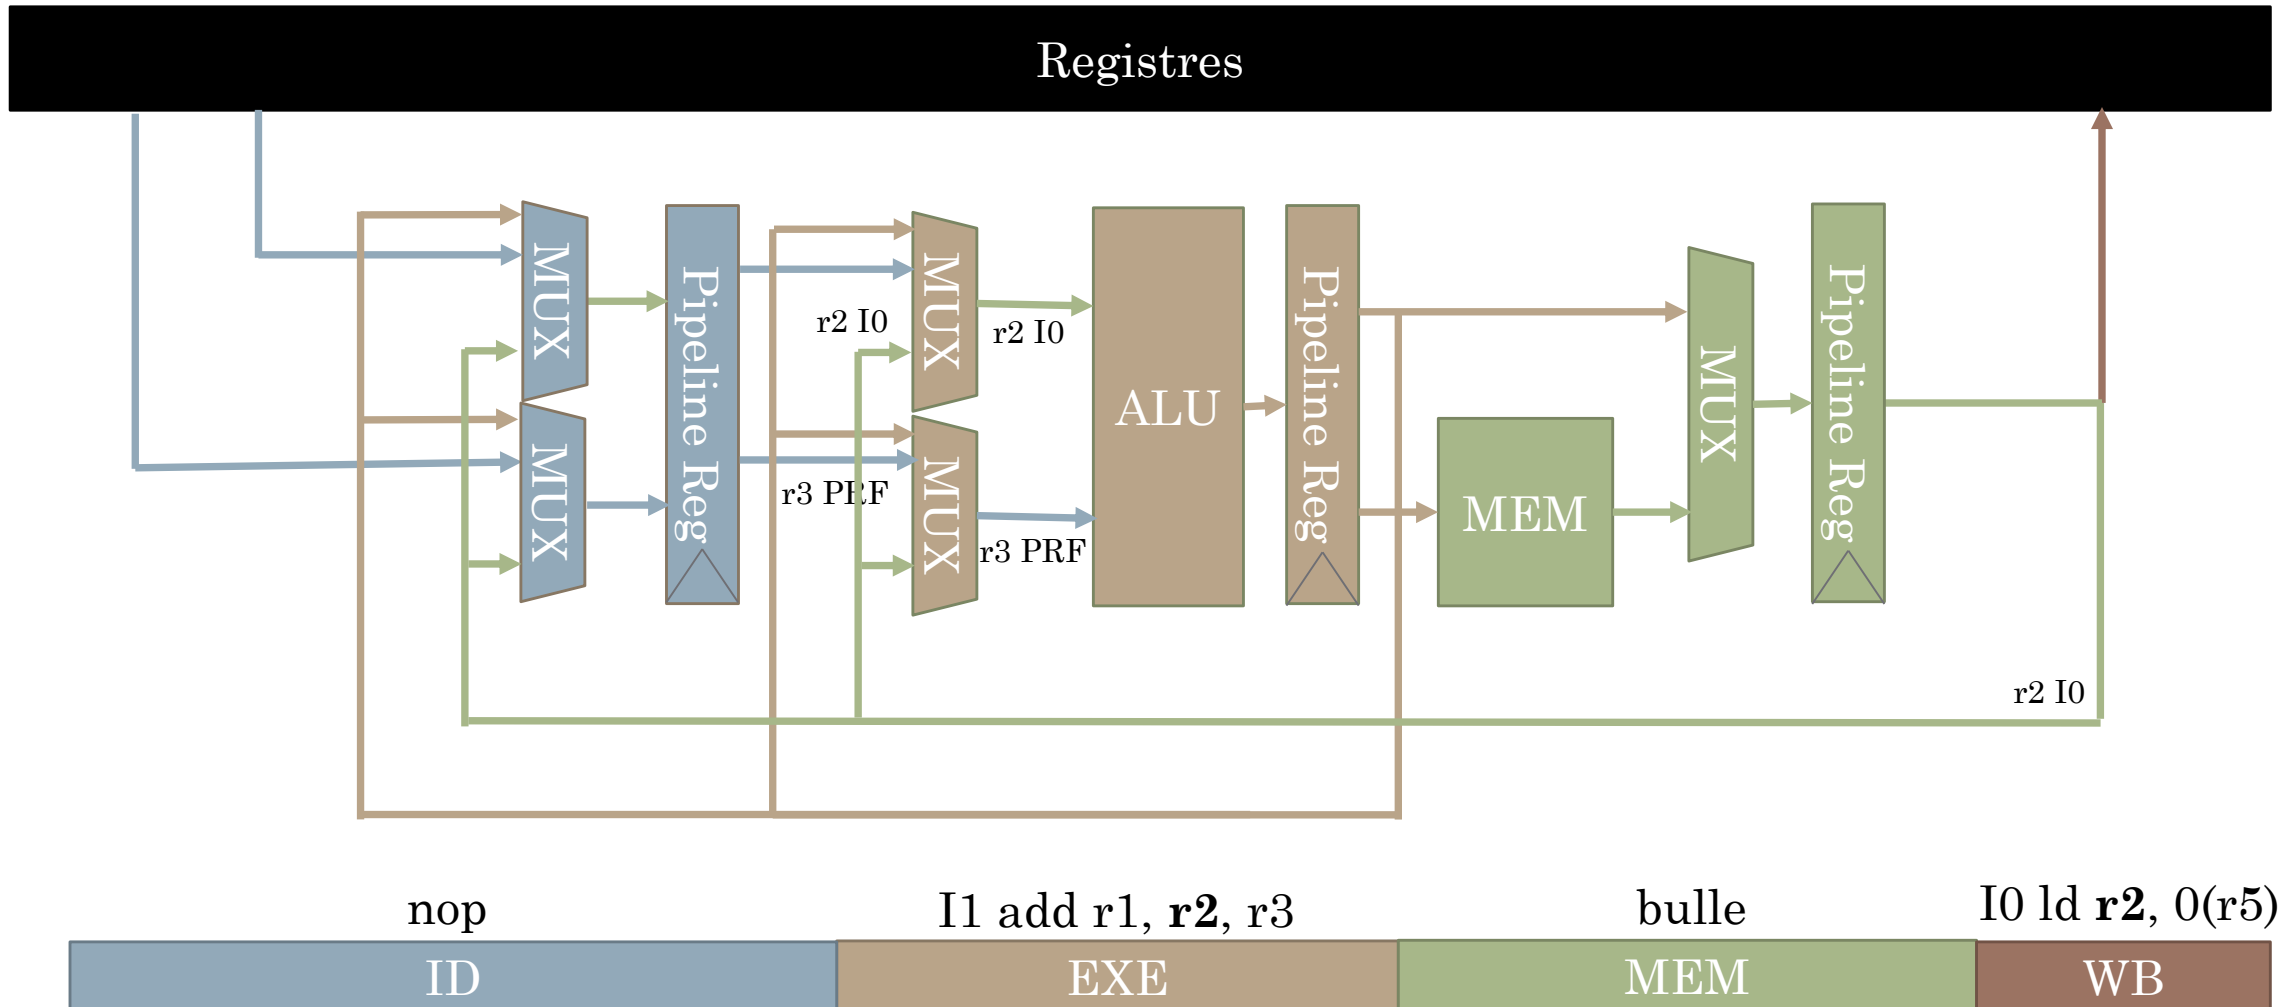 Registres
MUX
MUX
Pipeline Reg
r2 I0
r3 PRF
MUX
MUX
r2 I0
r3 PRF
ALU
Pipeline Reg
MEM
MUX
Pipeline Reg
r2 I0
nop
I1 add r1, r2, r3
bulle
I0 ld r2, 0(r5)
ID
EXE
MEM
WB